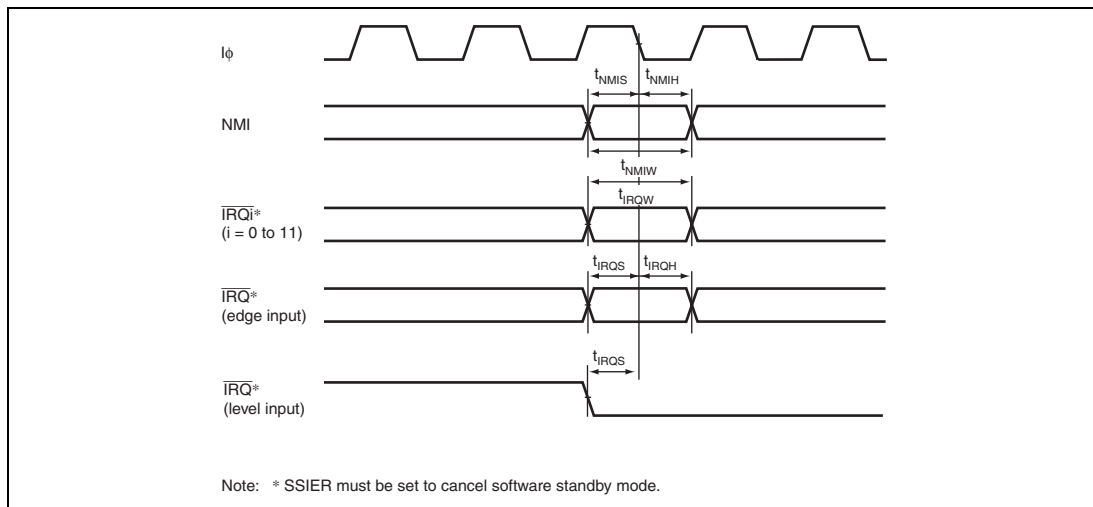 Iϕ
tNMIS tNMIH
NMI
tNMIW
tIRQW
IRQi*
(i = 0 to 11)
tIRQS tIRQH
IRQ*
(edge input)
tIRQS
IRQ*
(level input)
Note: * SSIER must be set to cancel software standby mode.